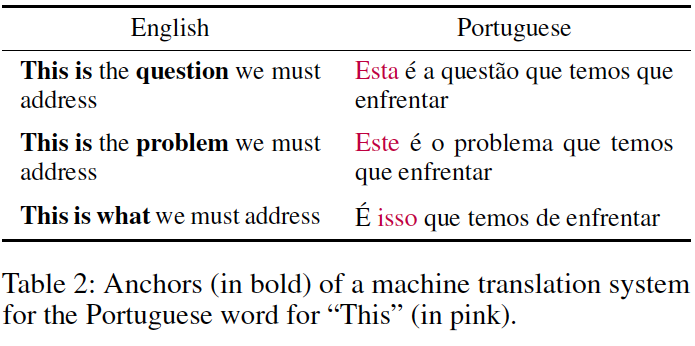 English Portuguese
This is the question we must Esta é a questão que temos que
address enfrentar
This is the problem we must Este é o problema que temos
address que enfrentar
This is what we must address É isso que temos de enfrentar
Table 2: Anchors (in bold) of a machine translation system
for the Portuguese word for “This” (in pink).